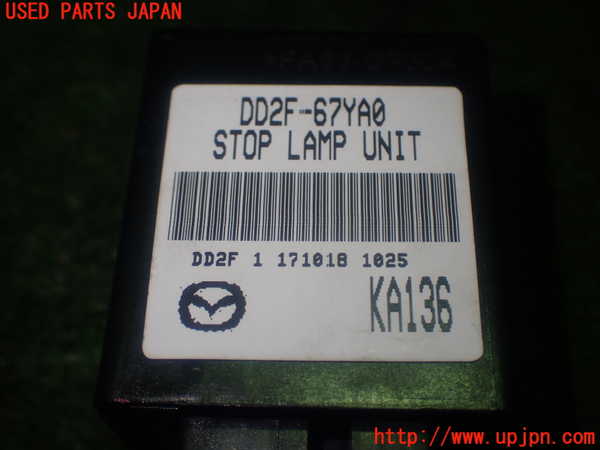 USED PARTS JAPAN
DD2F-67YA0
STOP LAMP UNIT
DD2F 1 171018 1025
KA136
http://www.upjpn.com/